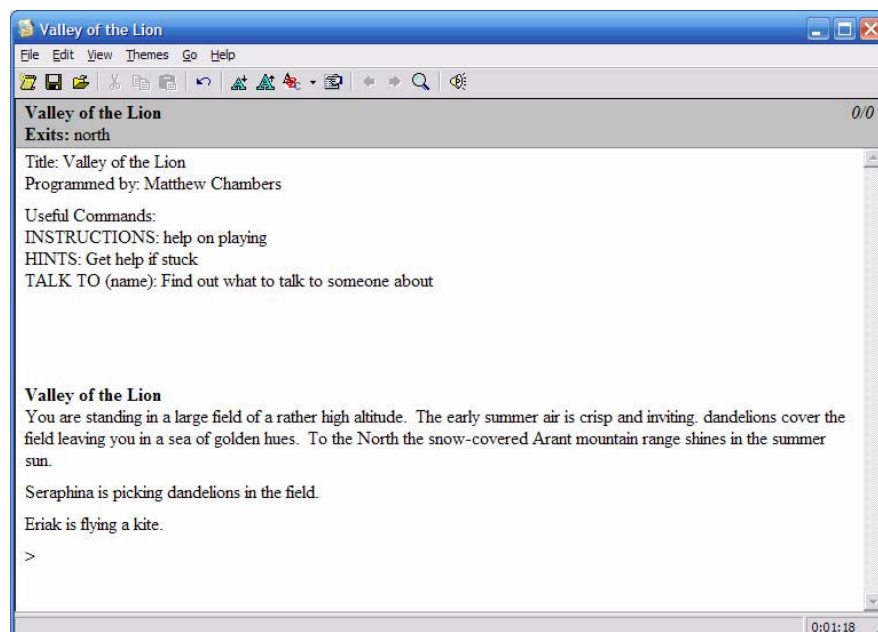 Valley of the Lion
File Edit View Themes Go Help
Valley of the Lion 0/0
Exits: north
Title: Valley of the Lion
Programmed by: Matthew Chambers
Useful Commands:
INSTRUCTIONS: help on playing
HINTS: Get help if stuck
TALK TO (name): Find out what to talk to someone about
Valley of the Lion
You are standing in a large field of a rather high altitude. The early summer air is crisp and inviting. dandelions cover the
field leaving you in a sea of golden hues. To the North the snow-covered Arant mountain range shines in the summer
sun.
Seraphina is picking dandelions in the field.
Eriak is flying a kite.
>
0:01:18